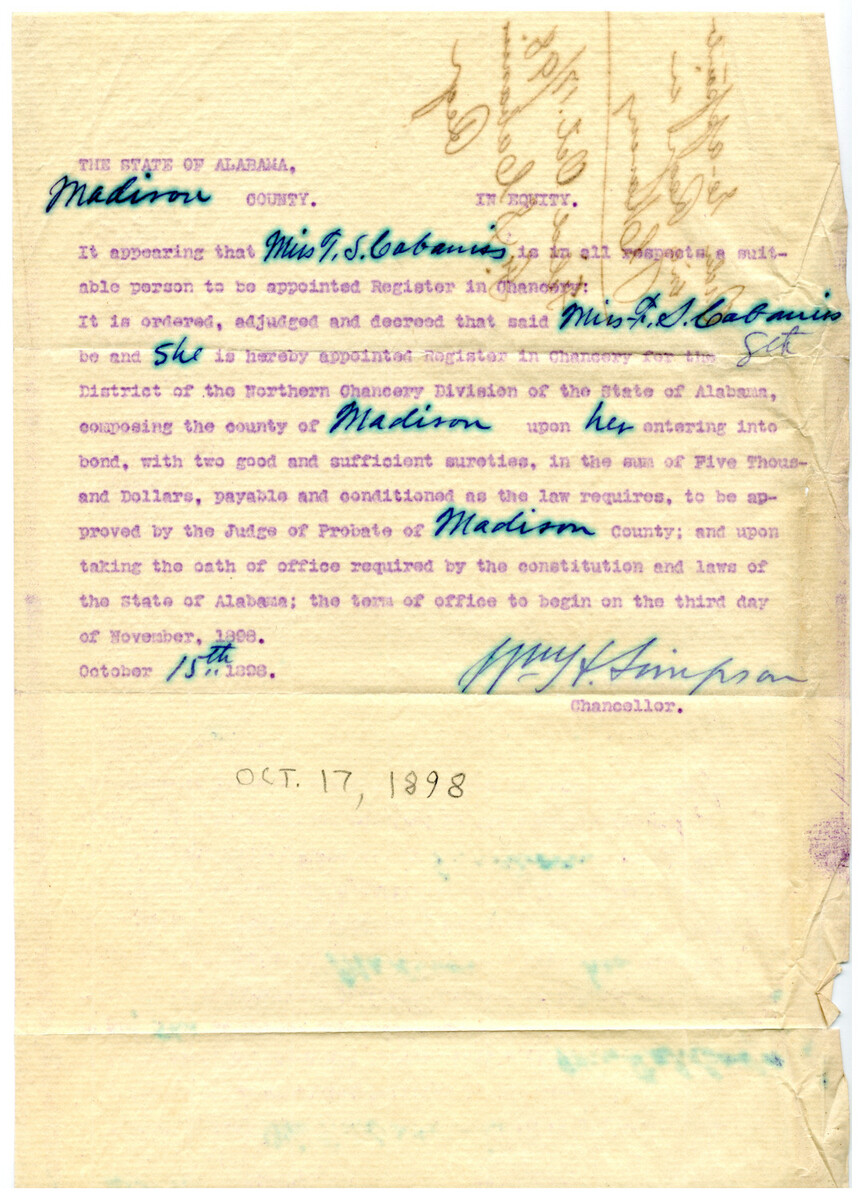 THE STATE OF ALABAMA,
Madison COUNTY. IN EQUITY.
It appearing that Miss F. S. Cabaniss is in all respects a suit-
able person to be appointed Register in Chancery:
It is ordered, adjudged and decreed that said Miss F. S. Cabaniss
be and she is hereby appointed Register in Chancery for the 8th
District of the Northern Chancery Division of the State of Alabama,
composing the county of Madison upon her entering into
bond, with two good and sufficient sureties, in the sum of Five Thous-
and Dollars, payable and conditioned as the law requires, to be ap-
proved by the Judge of Probate of Madison County; and upon
taking the oath of office required by the constitution and laws of
the State of Alabama; the term of office to begin on the third day
of November, 1898.
October 15th 1898.
Wm. H. Simpson
Chancellor.
OCT. 17, 1898